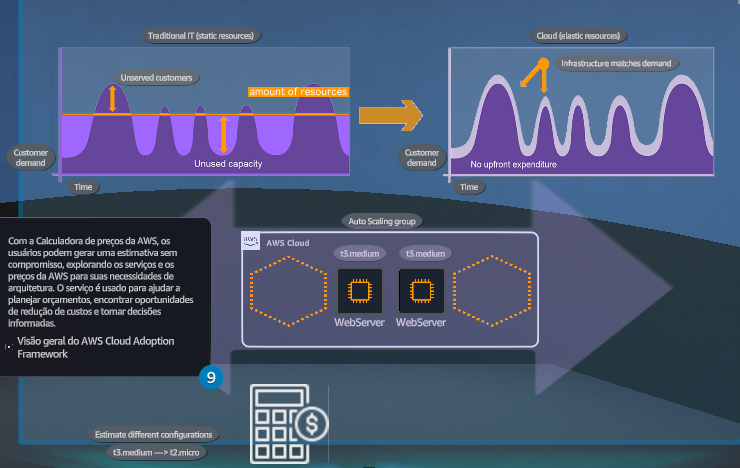 Traditional IT (static resources)
Cloud (elastic resources)
Unserved customers
amount of resources
Unused capacity
Customer
demand
Time
Infrastructure matches demand
No upfront expenditure
Customer
demand
Time
Auto Scaling group
aws
AWS Cloud
t3.medium
t3.medium
WebServer
WebServer
Com a Calculadora de preços da AWS, os
usuários podem gerar uma estimativa sem
compromisso, explorando os serviços e os
preços da AWS para suas necessidades de
arquitetura. O serviço é usado para ajudar a
planejar orçamentos, encontrar oportunidades
de redução de custos e tomar decisões
informadas.
Visão geral do AWS Cloud Adoption
Framework
9
$
Estimate different configurations
t3.medium ---> t2.micro